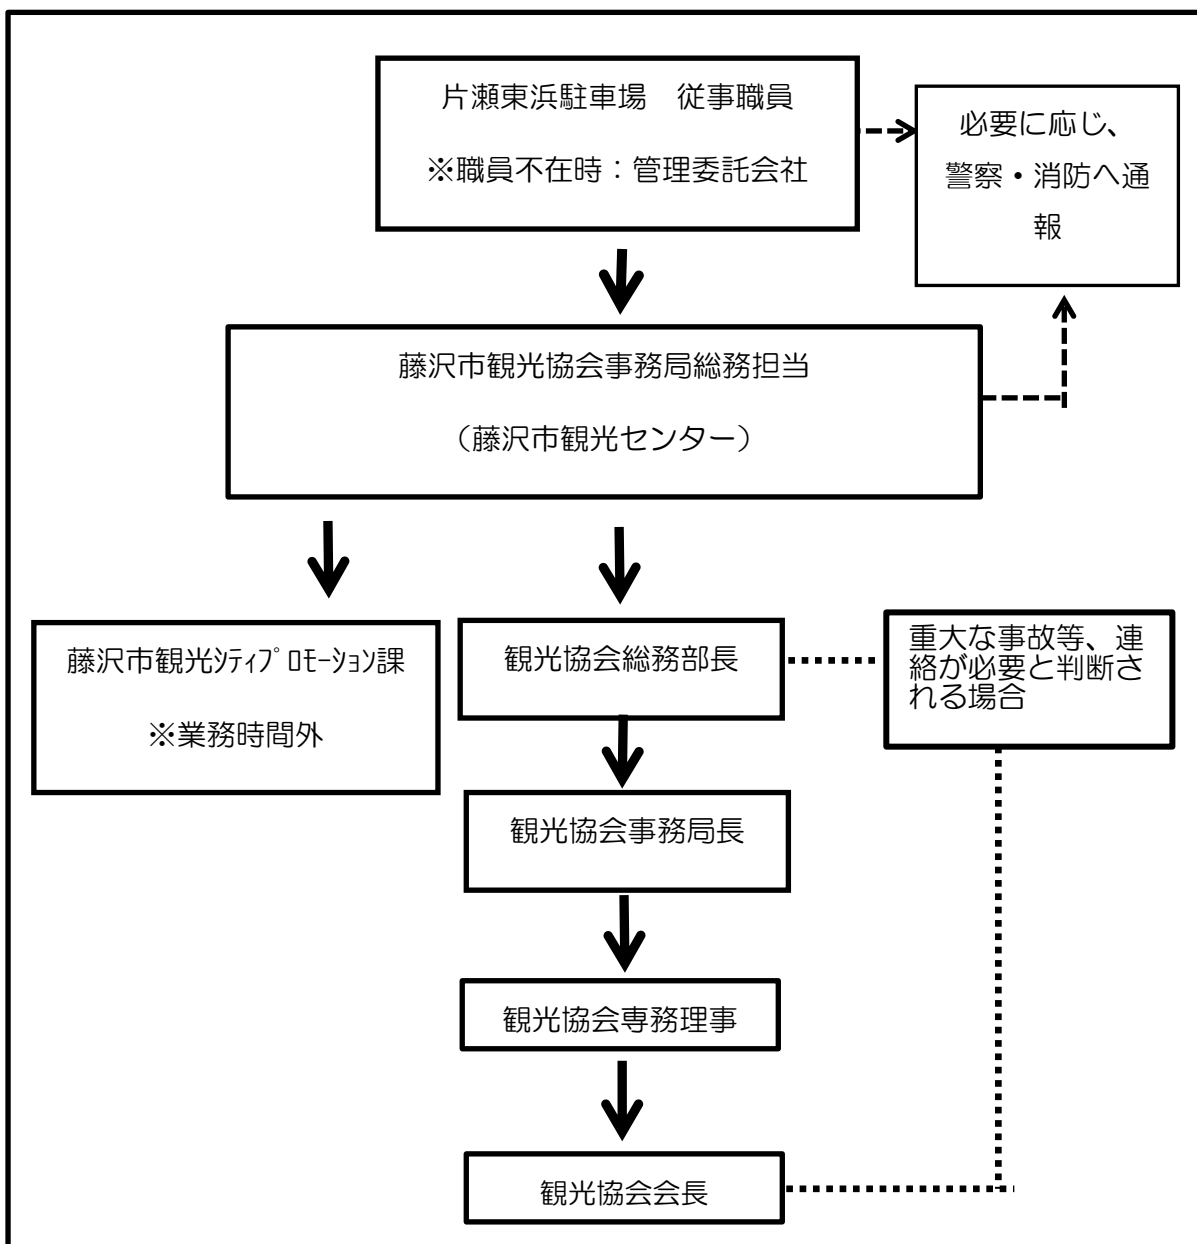 片瀬東浜駐車場　従事職員
※職員不在時：管理委託会社
必要に応じ、
警察・消防へ通
報
藤沢市観光協会事務局総務担当
（藤沢市観光センター）
藤沢市観光ｼﾃｨﾌﾟﾛﾓｰｼｮﾝ課
※業務時間外
観光協会総務部長
重大な事故等、連
絡が必要と判断さ
れる場合
観光協会事務局長
観光協会専務理事
観光協会会長